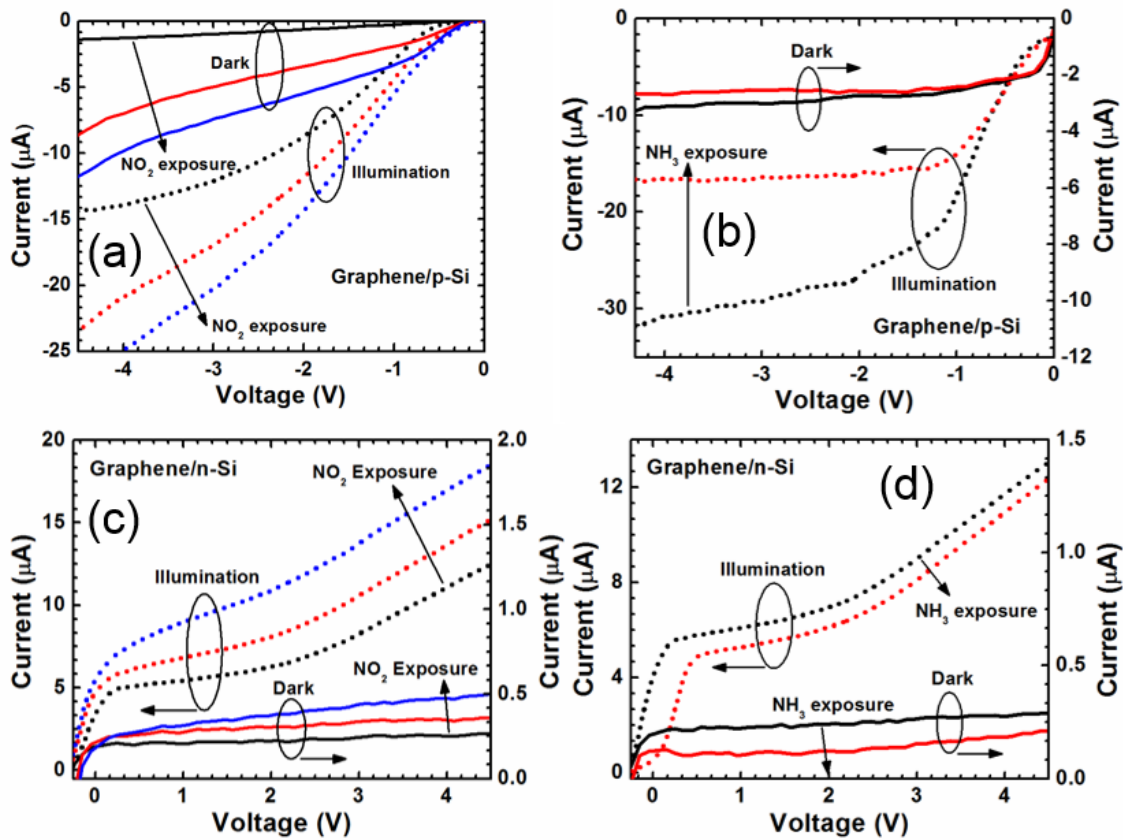 (a)
Dark
NO2 exposure
Illumination
Graphene/p-Si
NO2 exposure
Current (μA)
0
-5
-10
-15
-20
-25
-4
-3
-2
-1
0
Voltage (V)
(b)
Dark
NH3 exposure
Illumination
Graphene/p-Si
Current (μA)
0
-10
-20
-30
Current (μA)
0
-2
-4
-6
-8
-10
-12
-4
-3
-2
-1
0
Voltage (V)
Graphene/n-Si
(c)
NO2 Exposure
Illumination
NO2 Exposure
Dark
Current (μA)
20
15
10
5
0
Current (μA)
2.0
1.5
1.0
0.5
0.0
0
1
2
3
4
Voltage (V)
Graphene/n-Si
(d)
Illumination
NH3 exposure
NH3 exposure
Dark
Current (μA)
12
8
4
0
Current (μA)
1.5
1.0
0.5
0.0
0
1
2
3
4
Voltage (V)